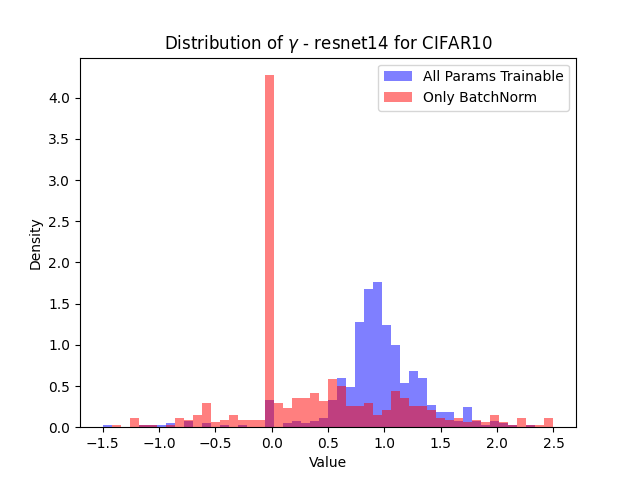 Distribution of γ - resnet14 for CIFAR10
All Params Trainable
Only BatchNorm
Density
4.0
3.5
3.0
2.5
2.0
1.5
1.0
0.5
0.0
−1.5 −1.0 −0.5 0.0 0.5 1.0 1.5 2.0 2.5
Value